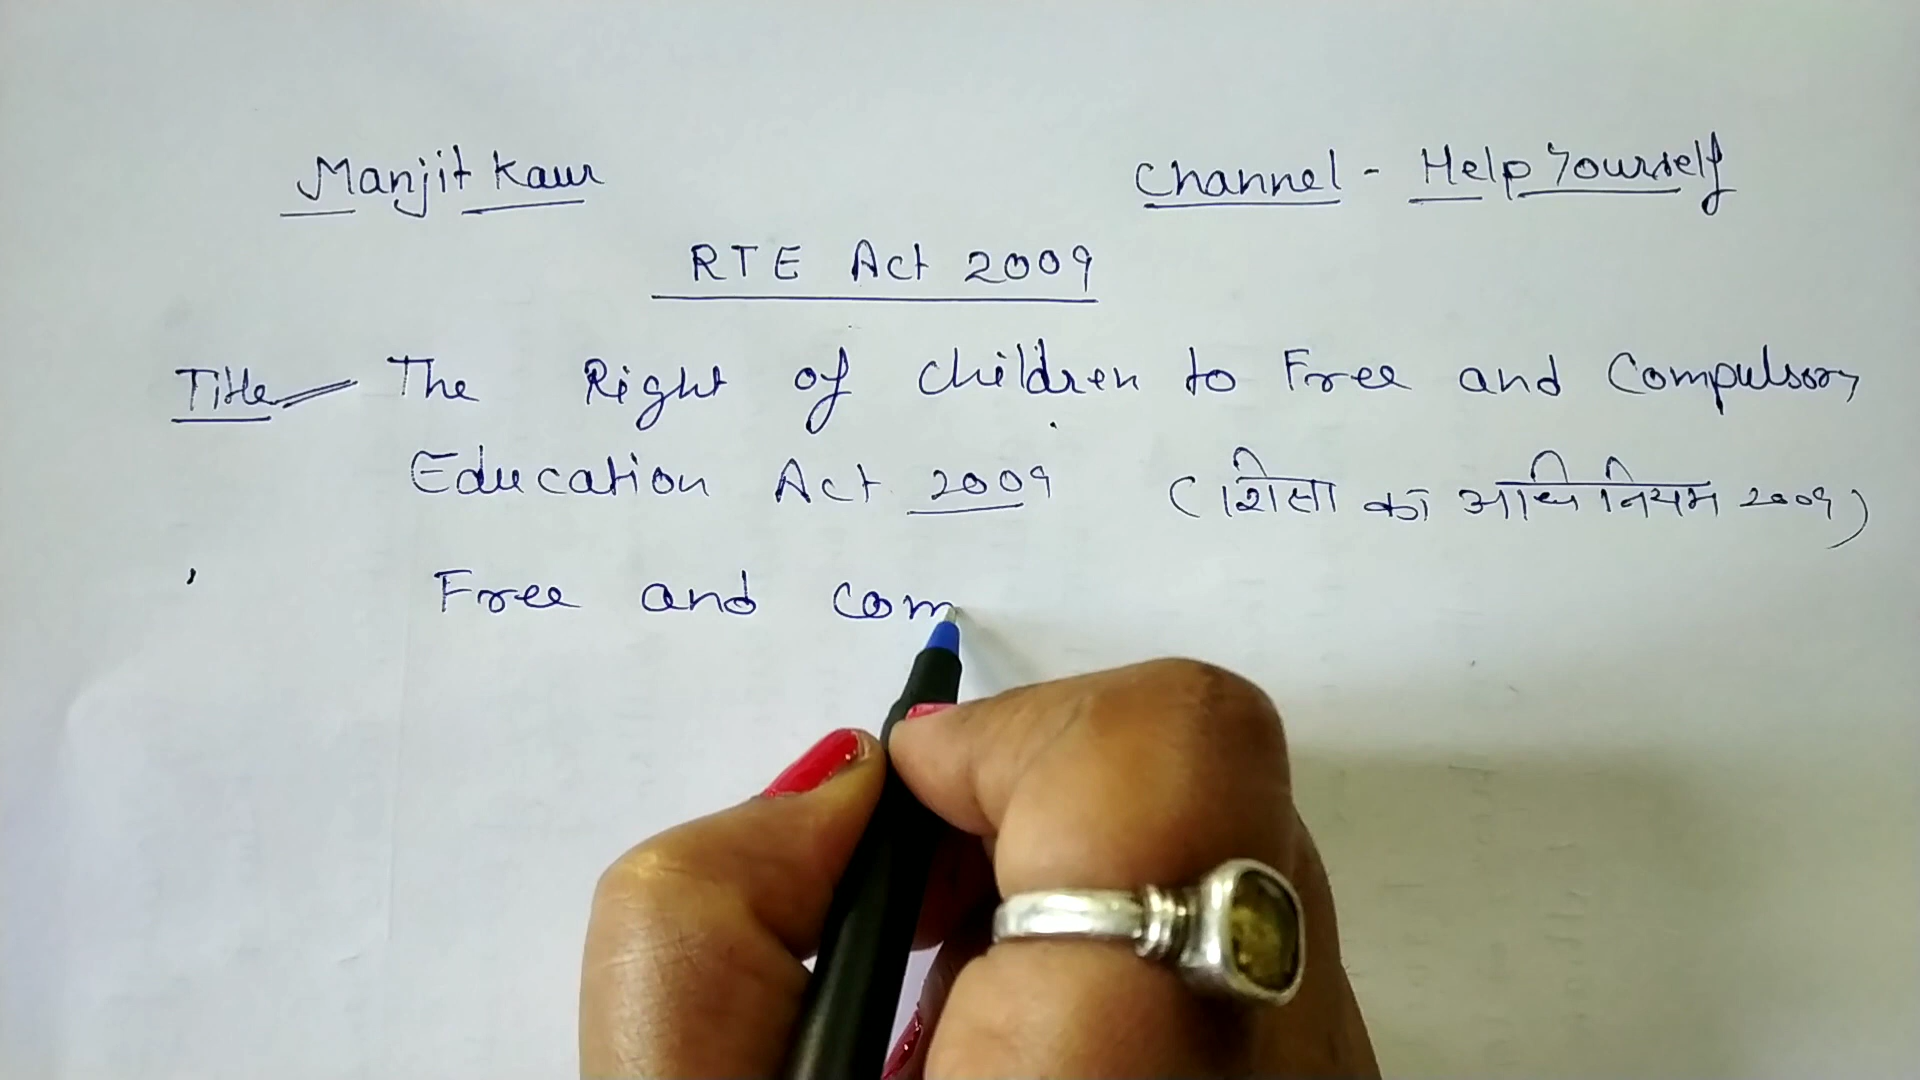 Manjit Kaur Channel - Help Yourself
RTE Act 2009
Title The Right of Children to Free and Compulsory
Education Act 2009 (शिक्षा का अधिनियम 2009)
Free and com